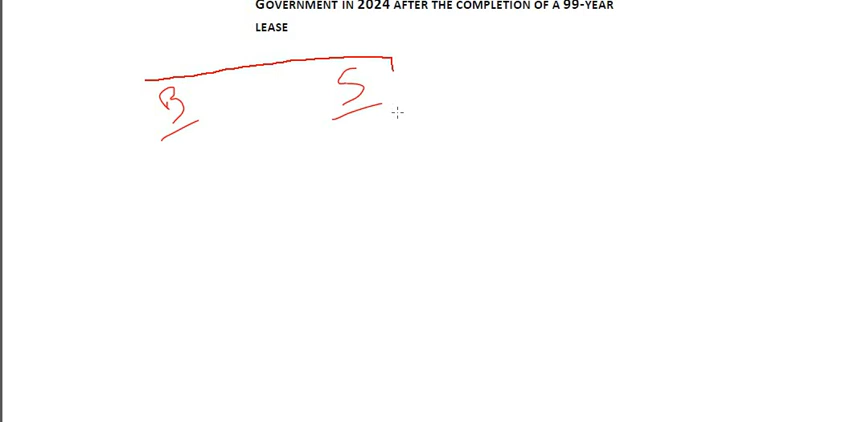 GOVERNMENT IN 2024 AFTER THE COMPLETION OF A 99-YEAR
LEASE
B S